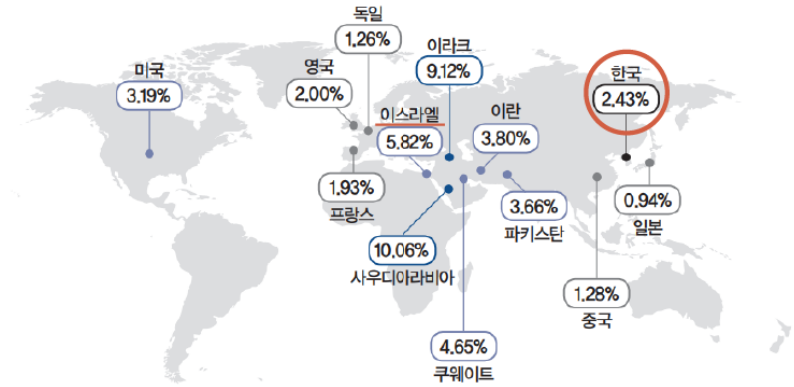 독일
1.26%
이라크
9.12%
한국
2.43%
미국
3.19%
영국
2.00%
이스라엘
5.82%
이란
3.80%
1.93%
프랑스
3.66%
파키스탄
0.94%
일본
10.06%
사우디아라비아
1.28%
중국
4.65%
쿠웨이트